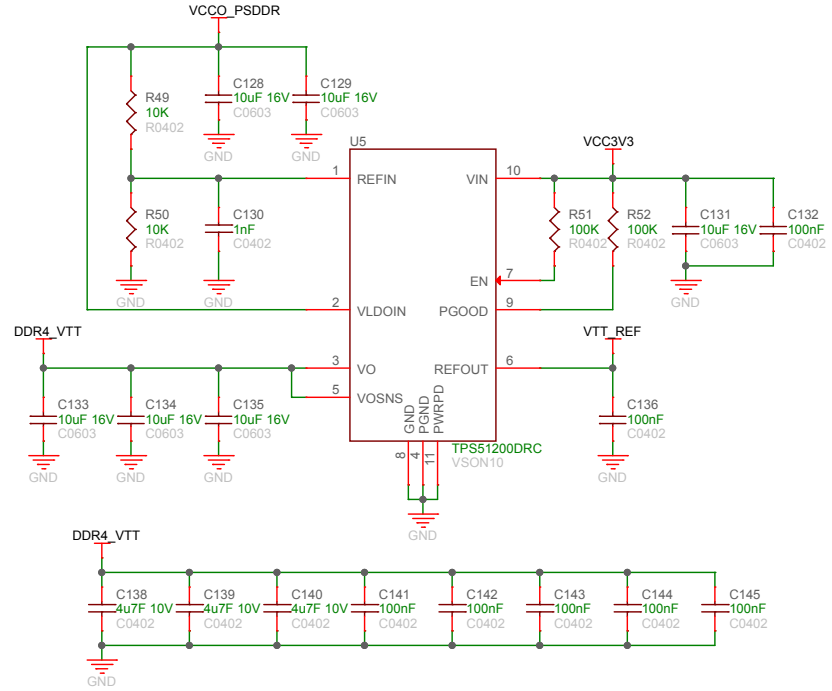 VCCO_PSDDR
R49
10K
R0402
C128
10uF 16V
C0603
GND
C129
10uF 16V
C0603
GND
U5
1
REFIN
VIN
10
VCC3V3
R50
10K
R0402
GND
C130
1nF
C0402
GND
R51
100K
R0402
R52
100K
R0402
C131
10uF 16V
C0603
GND
C132
100nF
C0402
EN
7
2
VLDOIN
PGOOD
9
DDR4_VTT
VTT_REF
3
VO
REFOUT
6
5
VOSNS
C133
10uF 16V
C0603
GND
C134
10uF 16V
C0603
GND
C135
10uF 16V
C0603
GND
GND
PGND
PWRPD
8
4
11
TPS51200DRC
VSON10
GND
C136
100nF
C0402
GND
DDR4_VTT
C138
4u7F 10V
C0402
C139
4u7F 10V
C0402
C140
4u7F 10V
C0402
C141
100nF
C0402
C142
100nF
C0402
C143
100nF
C0402
C144
100nF
C0402
C145
100nF
C0402
GND